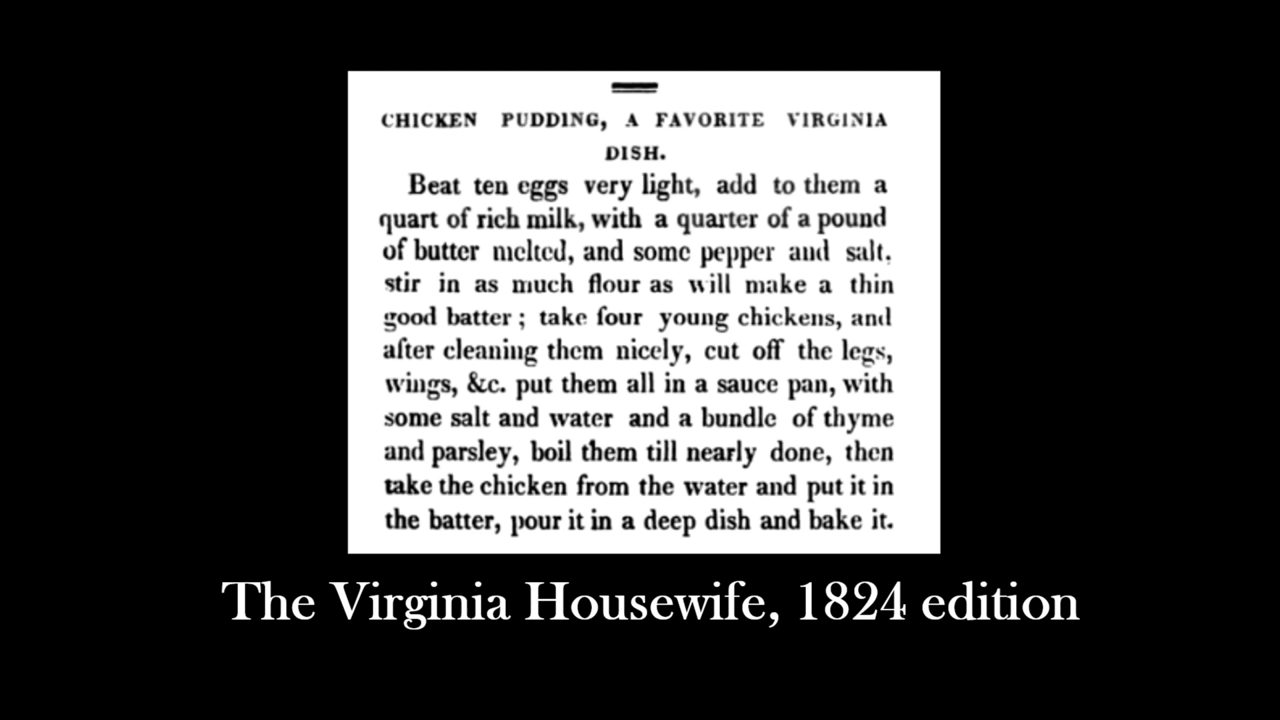 CHICKEN PUDDING, A FAVORITE VIRGINIA
DISH.
Beat ten eggs very light, add to them a
quart of rich milk, with a quarter of a pound
of butter melted, and some pepper and salt.
stir in as much flour as will make a thin
good batter; take four young chickens, and
after cleaning them nicely, cut off the legs,
wings, &c. put them all in a sauce pan, with
some salt and water and a bundle of thyme
and parsley, boil them till nearly done, then
take the chicken from the water and put it in
the batter, pour it in a deep dish and bake it.
The Virginia Housewife, 1824 edition